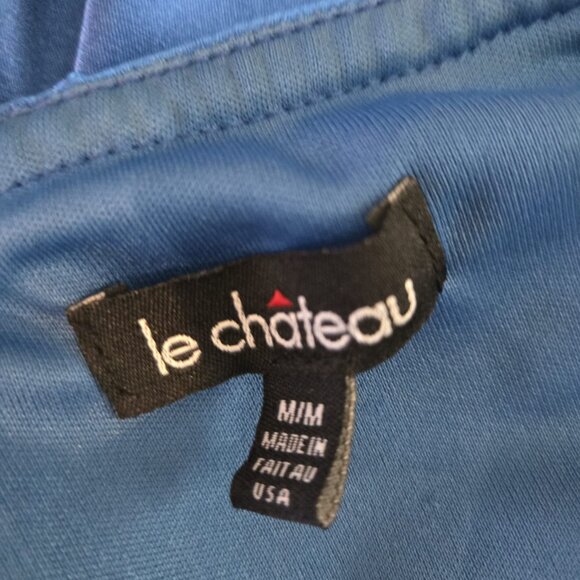 le château
M/M
MADE IN
FAIT AU
USA